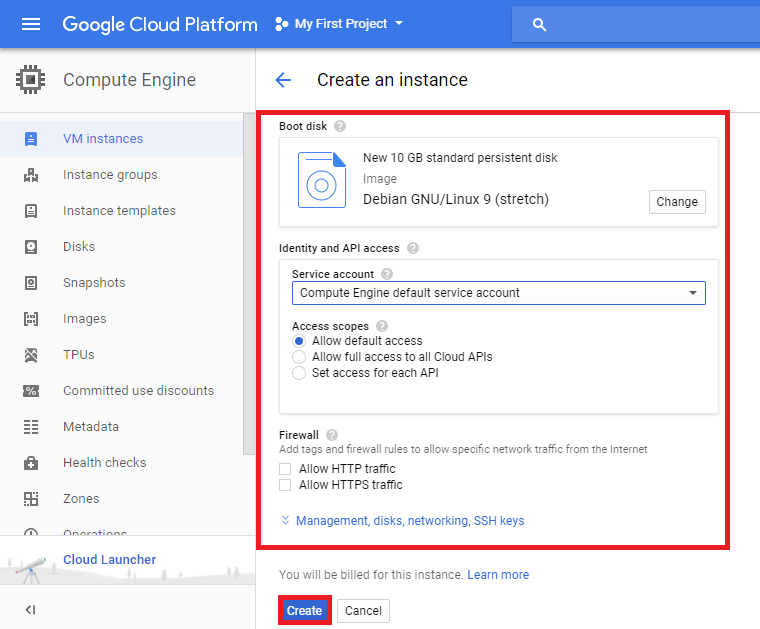 Google Cloud Platform
My First Project
Compute Engine
Create an instance
VM instances
Instance groups
Instance templates
Disks
Snapshots
Images
TPUs
Committed use discounts
Metadata
Health checks
Zones
Operations
Cloud Launcher
Boot disk ?
New 10 GB standard persistent disk
Image
Debian GNU/Linux 9 (stretch)
Change
Identity and API access ?
Service account ?
Compute Engine default service account
Access scopes ?
Allow default access
Allow full access to all Cloud APIs
Set access for each API
Firewall ?
Add tags and firewall rules to allow specific network traffic from the Internet
Allow HTTP traffic
Allow HTTPS traffic
Management, disks, networking, SSH keys
You will be billed for this instance. Learn more
Create
Cancel